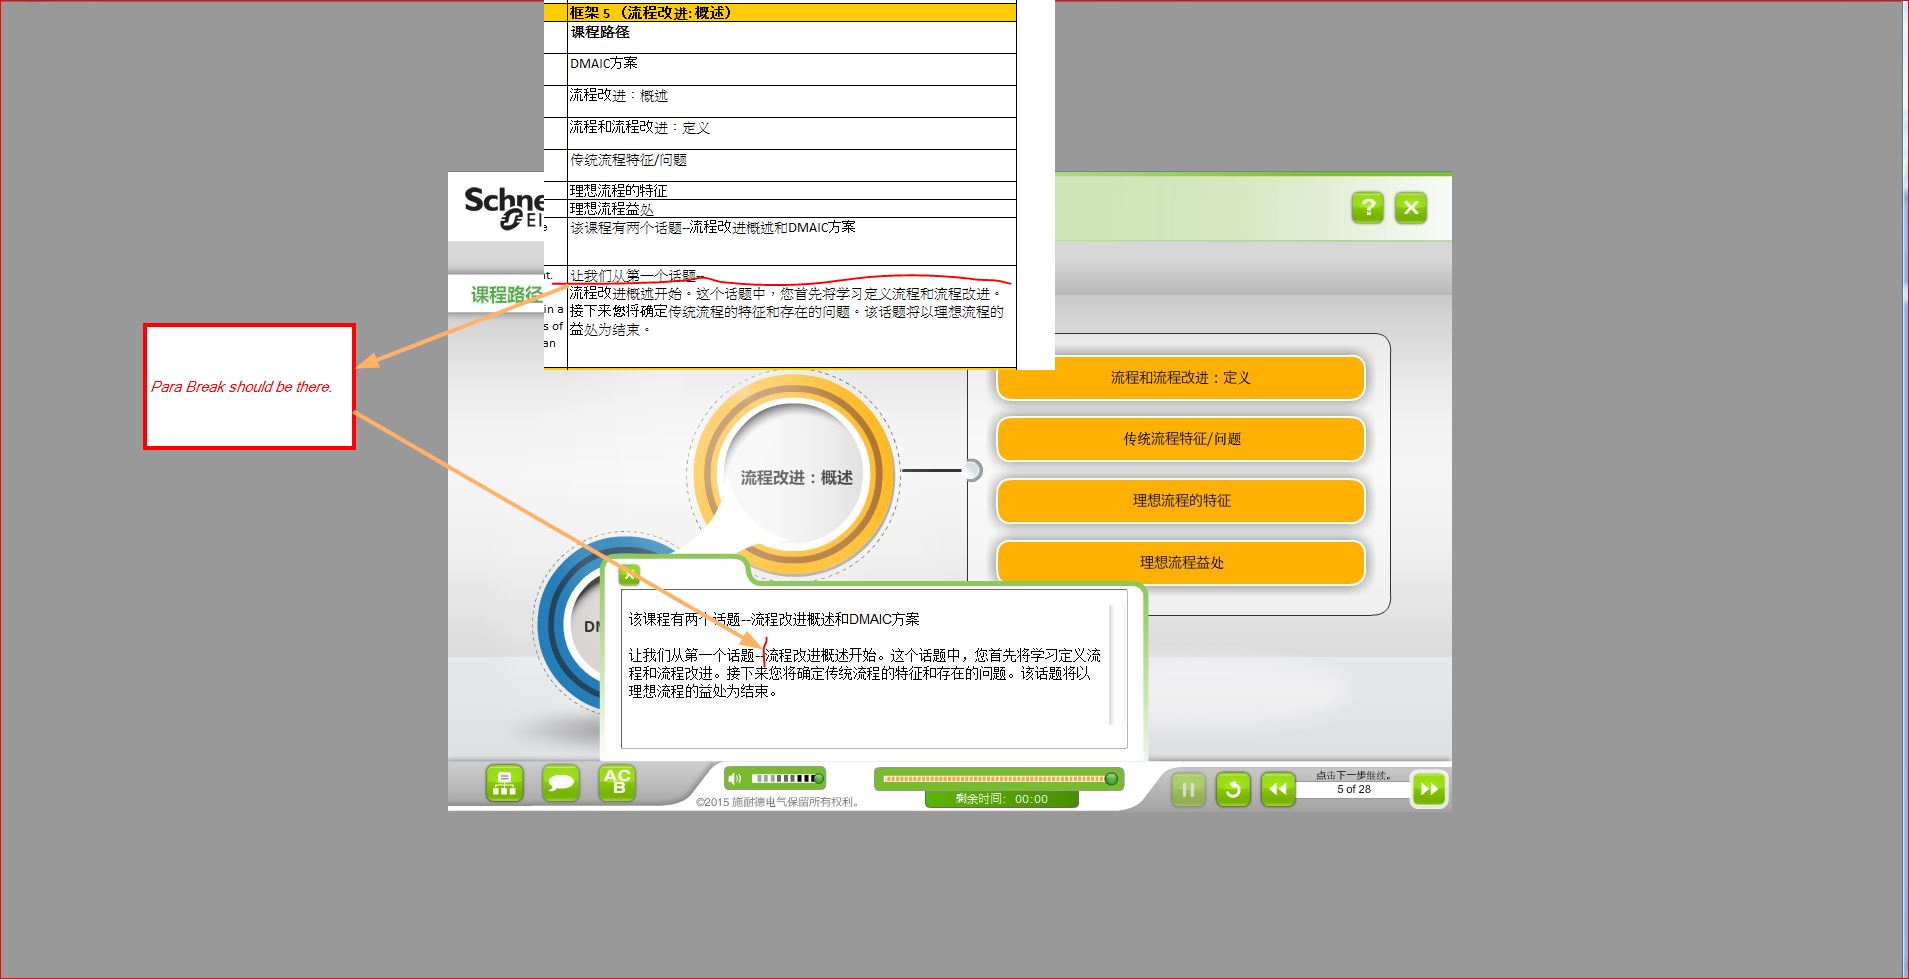 框架 5 （流程改进: 概述）
课程路径
DMAIC方案
流程改进：概述
流程和流程改进：定义
传统流程特征/问题
理想流程的特征
理想流程益处
该课程有两个话题--流程改进概述和DMAIC方案
让我们从第一个话题--
流程改进概述开始。这个话题中，您首先将学习定义流程和流程改进。
接下来您将确定传统流程的特征和存在的问题。该话题将以理想流程的
益处为结束。
e
nt.
in a
s of
an
Schne
El
?
X
课程路径
Para Break should be there.
流程改进：概述
流程和流程改进：定义
传统流程特征/问题
理想流程的特征
理想流程益处
DM
X
该课程有两个话题--流程改进概述和DMAIC方案
让我们从第一个话题--流程改进概述开始。这个话题中，您首先将学习定义流
程和流程改进。接下来您将确定传统流程的特征和存在的问题。该话题将以
理想流程的益处为结束。
AC
B
©2015 施耐德电气保留所有权利。
剩余时间: 00:00
点击下一步继续。
5 of 28